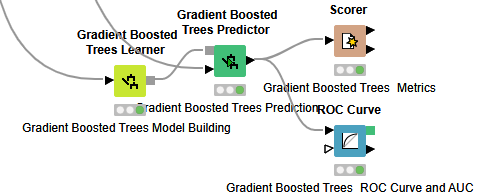 Scorer
Gradient Boosted
Trees Predictor
Gradient Boosted
Trees Learner
Gradient Boosted Trees  Metrics
Gradient Boosted Trees Prediction
ROC Curve
Gradient Boosted Trees Model Building
Gradient Boosted Trees  ROC Curve and AUC